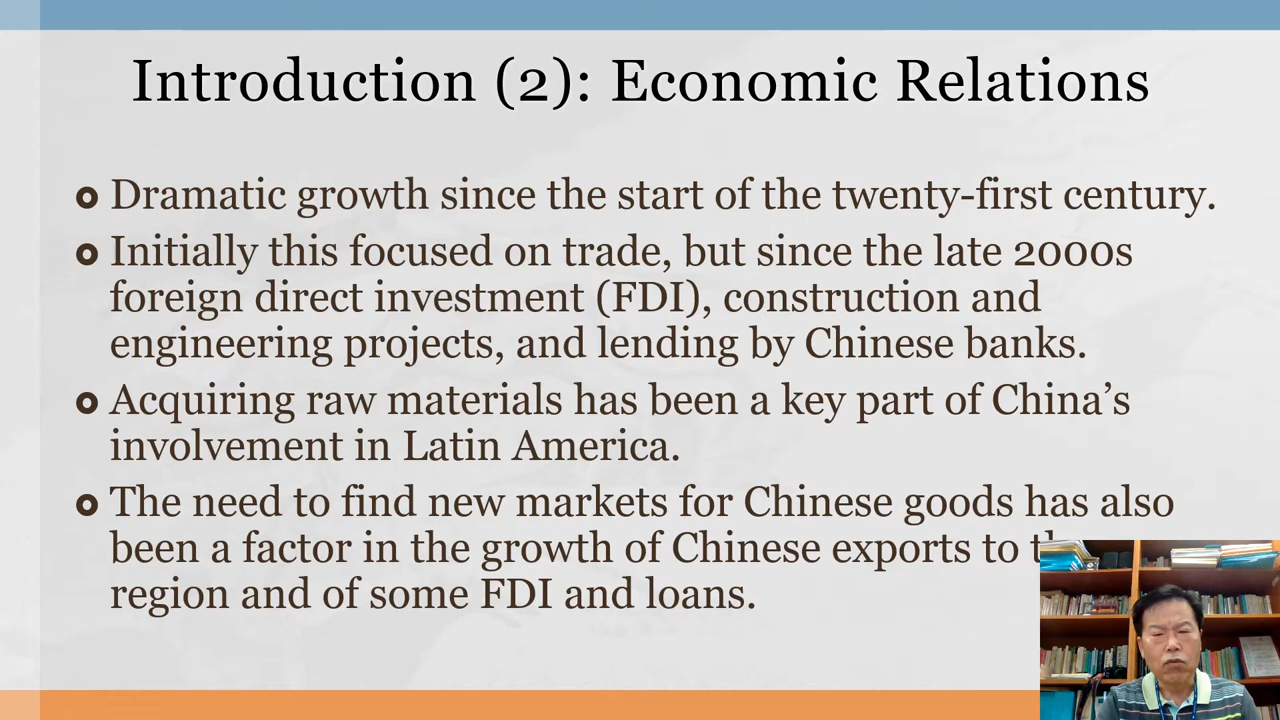 Introduction (2): Economic Relations
Dramatic growth since the start of the twenty-first century.
Initially this focused on trade, but since the late 2000s
foreign direct investment (FDI), construction and
engineering projects, and lending by Chinese banks.
Acquiring raw materials has been a key part of China’s
involvement in Latin America.
The need to find new markets for Chinese goods has also
been a factor in the growth of Chinese exports to
region and of some FDI and loans.